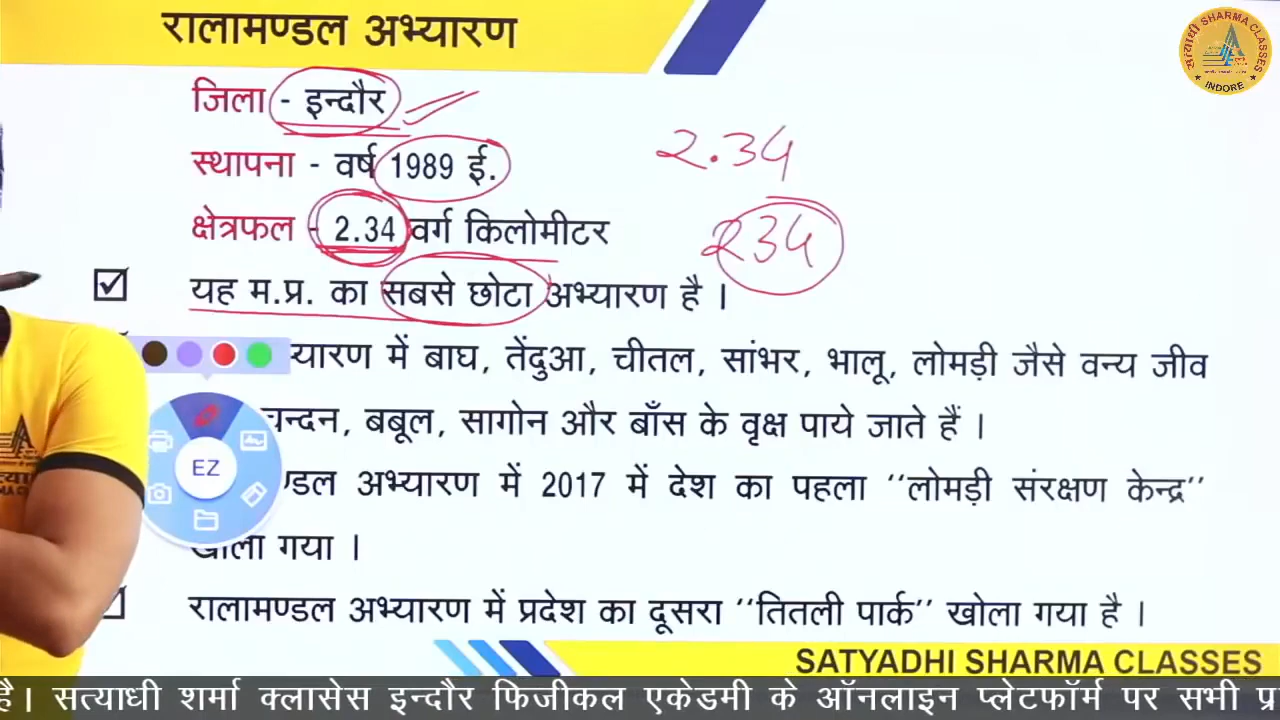 रालामण्डल अभ्यारण
SHARMA CLASSES
INDORE
जिला - इन्दौर
स्थापना - वर्ष 1989 ई.
2.34
क्षेत्रफल - 2.34 वर्ग किलोमीटर
234
यह म.प्र. का सबसे छोटा अभ्यारण है ।
्यारण में बाघ, तेंदुआ, चीतल, सांभर, भालू, लोमड़ी जैसे वन्य जीव
चन्दन, बबूल, सागोन और बाँस के वृक्ष पाये जाते हैं ।
EZ
ण्डल अभ्यारण में 2017 में देश का पहला ''लोमड़ी संरक्षण केन्द्र''
खोला गया ।
रालामण्डल अभ्यारण में प्रदेश का दूसरा ''तितली पार्क'' खोला गया है ।
SATYADHI SHARMA CLASSES
है। सत्याधी शर्मा क्लासेस इन्दौर फिजीकल एकेडमी के ऑनलाइन प्लेटफॉर्म पर सभी प्र